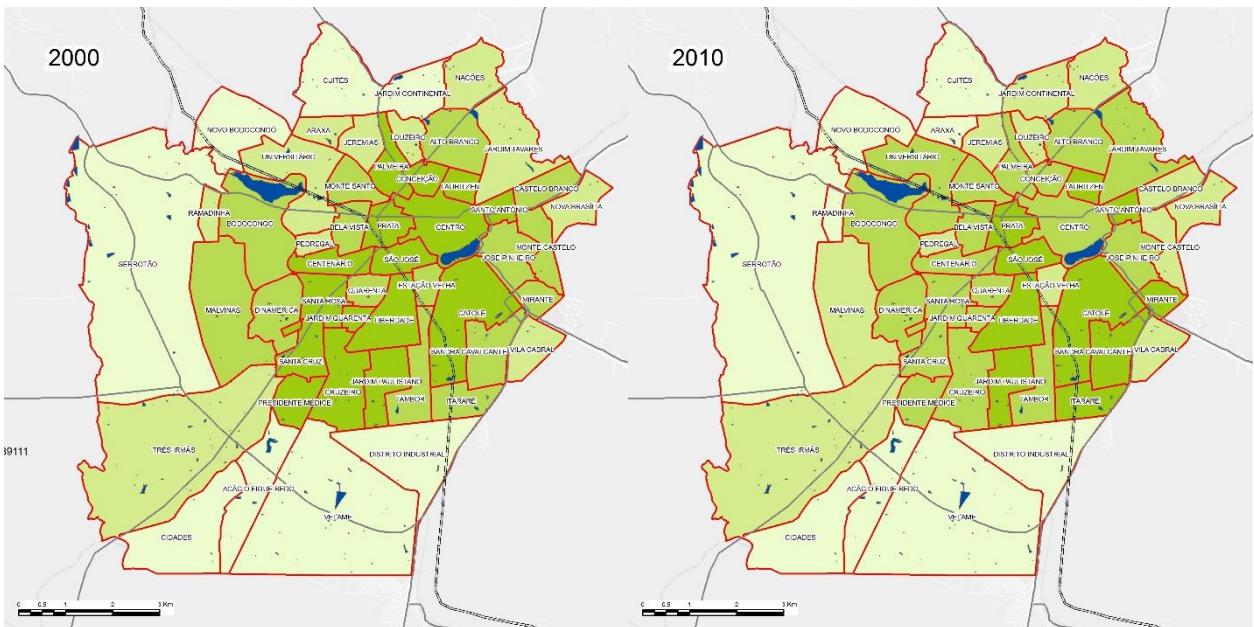 2000
CUITÉS
NAÇÕES
JARDIM CONTINENTAL
NOVO BODOCONGÓ
ARAXA
JEREMIAS
LOUZEIRO
ALTO BRANCO
JARDIM TAVARES
UNIVERSITÁRIO
PALMEIRA
CONCEIÇÃO
MONTE SANTO
LAURITZEN
CASTELO BRANCO
RAMADINHA
BODOCONGO
BELA VISTA
PRATA
CENTRO
SANTO ANTÔNIO
NOVA BRASÍLIA
PEDREGAL
MONTE CASTELO
SERROTÃO
CENTENÁRIO
SÃO JOSÉ
JOSE PINHEIRO
QUARENTA
ESTAÇÃO VELHA
MIRANTE
MALVINAS
DINAMÉRICA
SANTA ROSA
JARDIM QUARENTA
LIBERDADE
CATOLÉ
SANTA CRUZ
SANDRA CAVALCANTE
VILA CABRAL
JARDIM PAULISTANO
CRUZEIRO
PRESIDENTE MÉDICE
TAMBOR
ITARARÉ
TRÊS IRMÃS
DISTRITO INDUSTRIAL
ACÁCIO FIGUEIREDO
VELAME
CIDADES
39111
0 0.5 1 2 3 Km
2010
CUITÉS
NAÇÕES
JARDIM CONTINENTAL
NOVO BODOCONGÓ
ARAXA
JEREMIAS
LOUZEIRO
ALTO BRANCO
JARDIM TAVARES
UNIVERSITÁRIO
PALMEIRA
CONCEIÇÃO
MONTE SANTO
LAURITZEN
CASTELO BRANCO
RAMADINHA
BODOCONGO
BELA VISTA
PRATA
CENTRO
SANTO ANTÔNIO
NOVA BRASÍLIA
PEDREGAL
MONTE CASTELO
SERROTÃO
CENTENÁRIO
SÃO JOSÉ
JOSE PINHEIRO
QUARENTA
ESTAÇÃO VELHA
MIRANTE
MALVINAS
DINAMÉRICA
SANTA ROSA
JARDIM QUARENTA
LIBERDADE
CATOLÉ
SANTA CRUZ
SANDRA CAVALCANTE
VILA CABRAL
JARDIM PAULISTANO
CRUZEIRO
PRESIDENTE MÉDICE
TAMBOR
ITARARÉ
TRÊS IRMÃS
DISTRITO INDUSTRIAL
ACÁCIO FIGUEIREDO
VELAME
CIDADES
0 0.5 1 2 3 Km